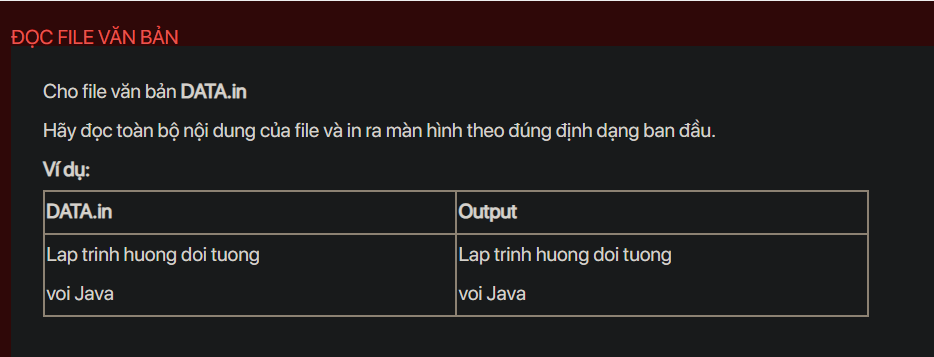 ĐỌC FILE VĂN BẢN
Cho file văn bản DATA.in
Hãy đọc toàn bộ nội dung của file và in ra màn hình theo đúng định dạng ban đầu.
Ví dụ:
DATA.in Output
Lap trinh huong doi tuong Lap trinh huong doi tuong
voi Java voi Java